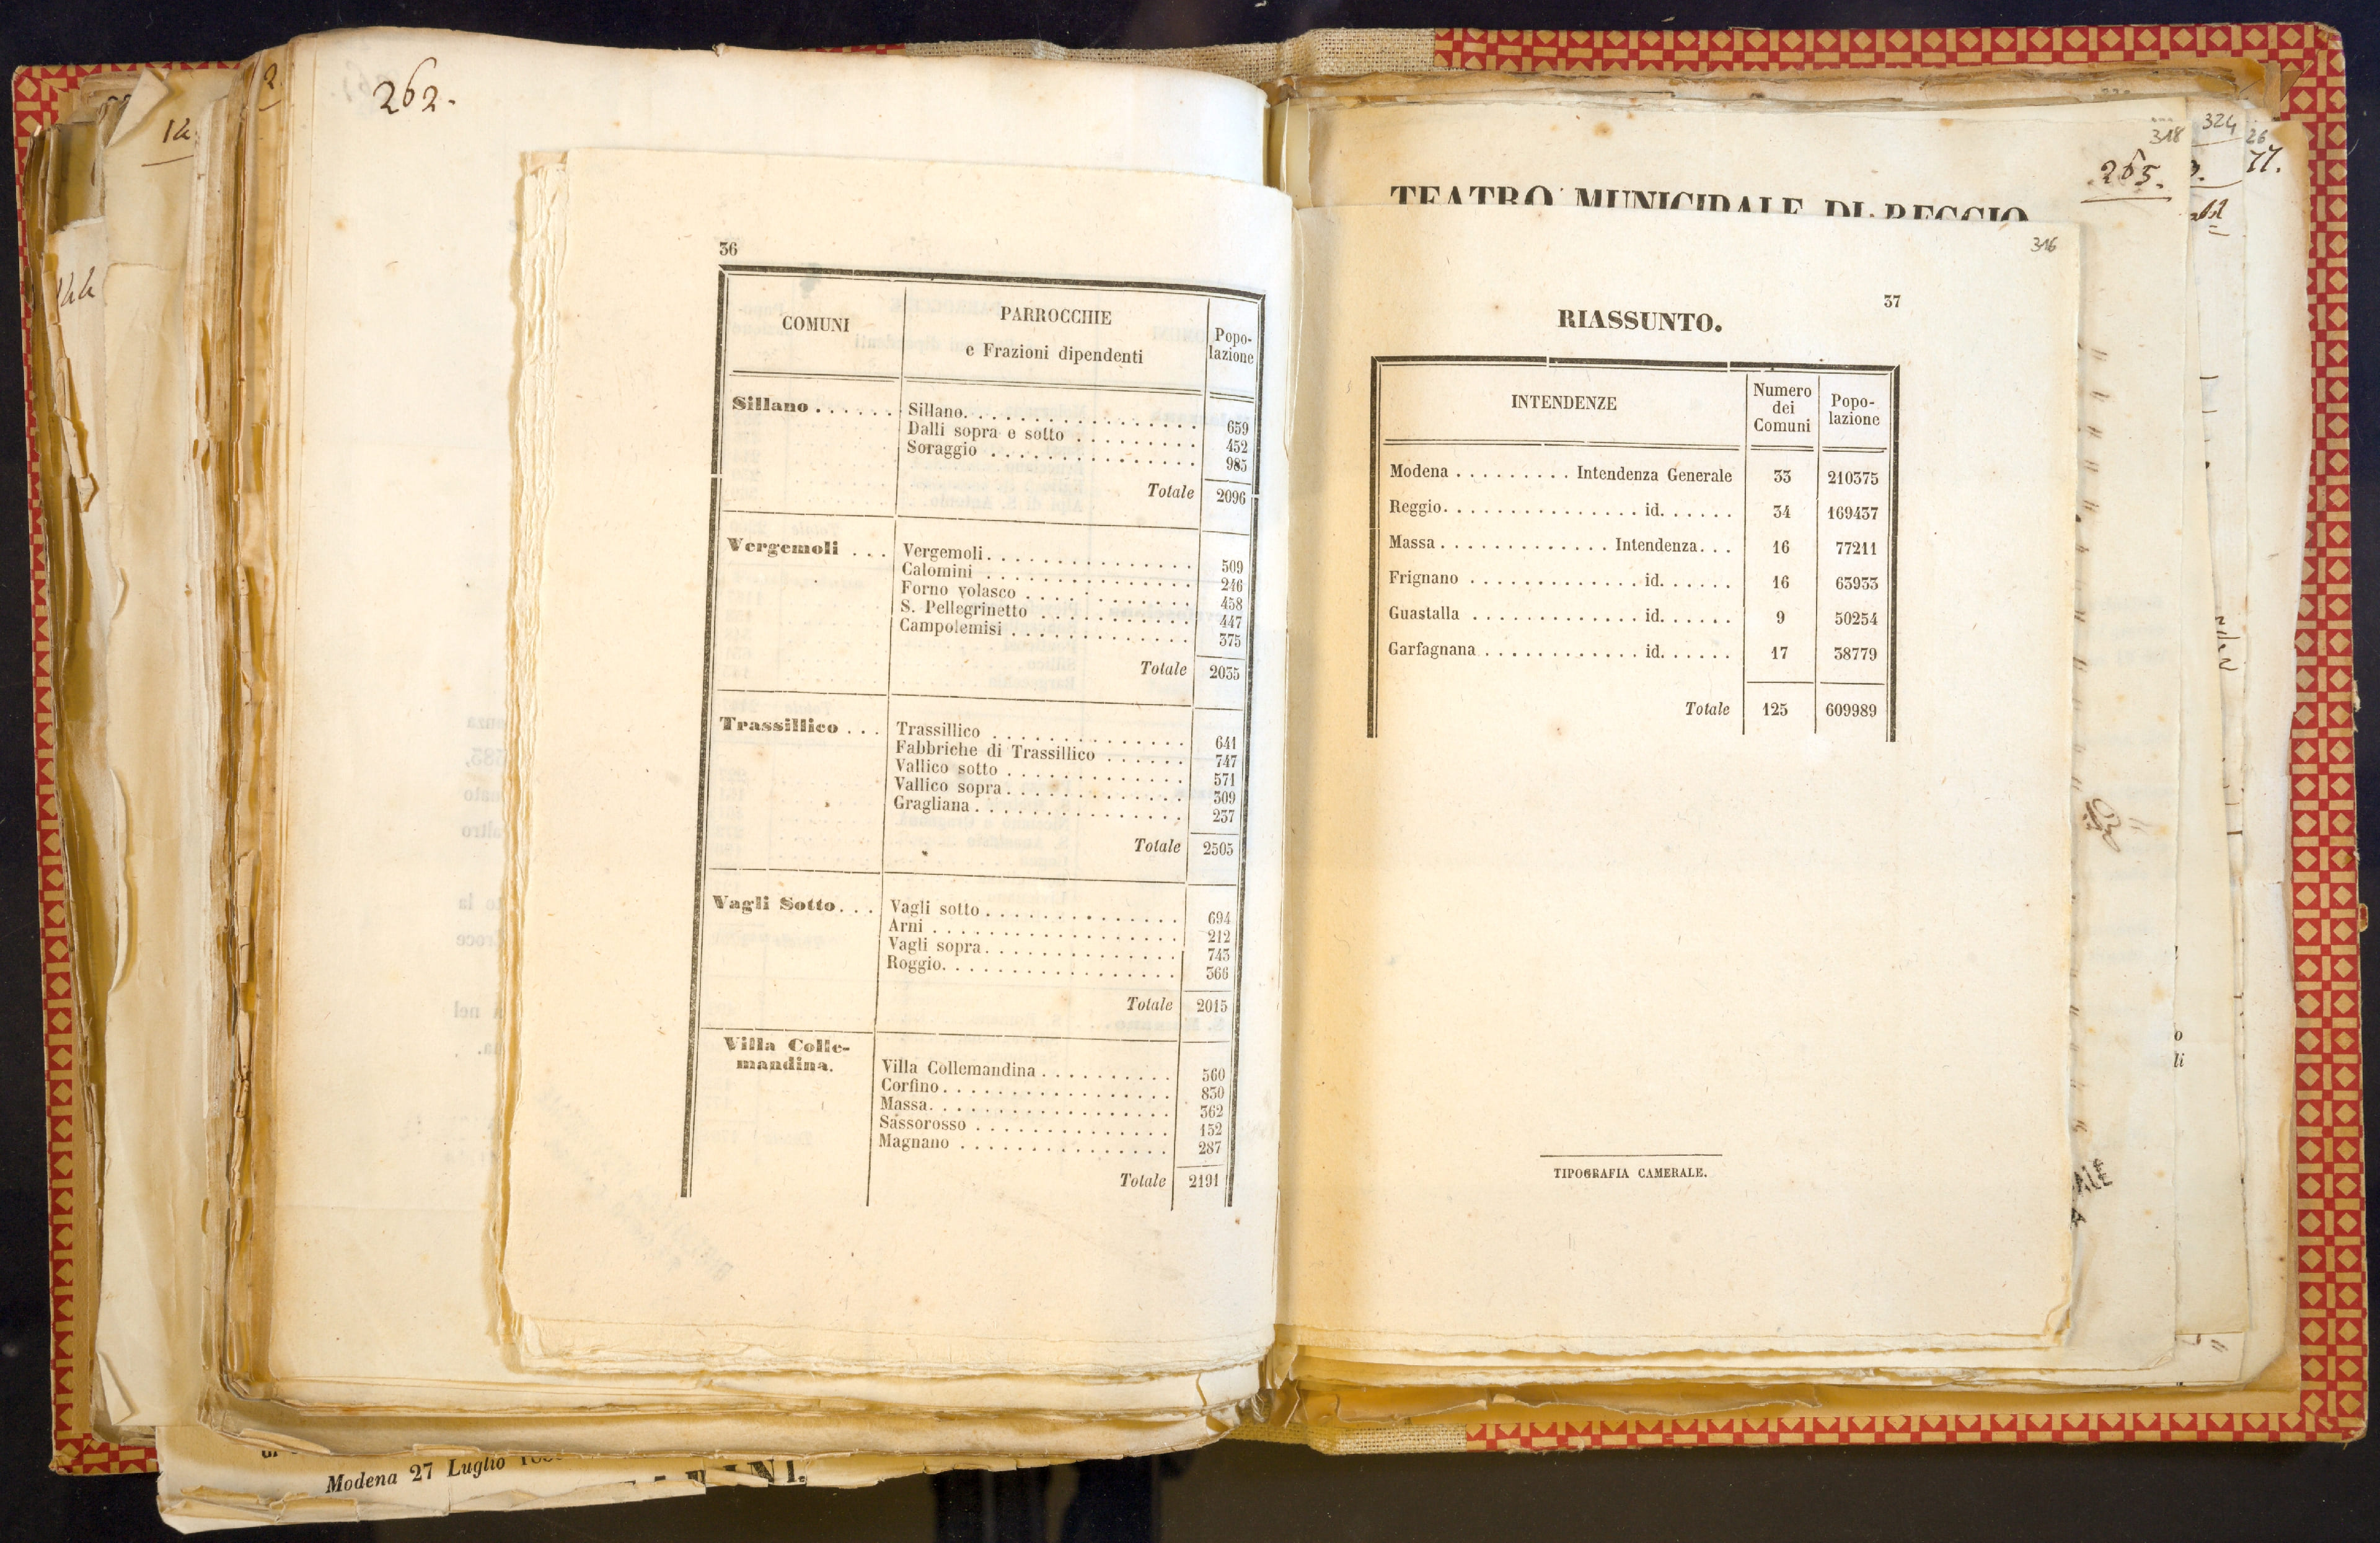 262.
36
COMUNI
PARROCCHIE
e Frazioni dipendenti
Popo-
lazione
Sillano . . . . . . . Sillano. . . . . . . . . . . . . . . . . 659
Dalli sopra e sotto . . . . . . . . . 452
Soraggio . . . . . . . . . . . . . . . . 985
Totale 2096
Vergemoli . . . Vergemoli . . . . . . . . . . . . . . . 509
Calomini . . . . . . . . . . . . . . . . 246
Forno volasco . . . . . . . . . . . . . 458
S. Pellegrinetto . . . . . . . . . . . . 447
Campolemisi . . . . . . . . . . . . . . 375
Totale 2035
Trassillico . . . Trassillico . . . . . . . . . . . . . . . 641
Fabbriche di Trassillico . . . . . . 747
Vallico sotto . . . . . . . . . . . . . . 571
Vallico sopra . . . . . . . . . . . . . . 309
Gragliana . . . . . . . . . . . . . . . . 237
Totale 2505
Vagli Sotto . . . Vagli sotto . . . . . . . . . . . . . . . 694
Arni . . . . . . . . . . . . . . . . . . . 212
Vagli sopra . . . . . . . . . . . . . . . 743
Roggio. . . . . . . . . . . . . . . . . . 366
Totale 2015
Villa Colle-
mandina.
Villa Collemandina . . . . . . . . . . 560
Corfino . . . . . . . . . . . . . . . . . 830
Massa. . . . . . . . . . . . . . . . . . 362
Sassorosso . . . . . . . . . . . . . . . 152
Magnano . . . . . . . . . . . . . . . . 287
Totale 2191
Modena 27 Luglio
318
324
26
265.
77.
TEATRO MUNICIPALE DI REGGIO
316
37
RIASSUNTO.
INTENDENZE
Numero
dei
Comuni
Popo-
lazione
Modena . . . . . . . . . Intendenza Generale 33 210375
Reggio. . . . . . . . . . . . . . . id. . . . . . 34 169437
Massa . . . . . . . . . . . . . Intendenza. . . 16 77211
Frignano . . . . . . . . . . . . . id. . . . . . 16 63933
Guastalla . . . . . . . . . . . . . id. . . . . . 9 50254
Garfagnana . . . . . . . . . . . . id. . . . . . 17 38779
Totale 125 609989
TIPOGRAFIA CAMERALE.